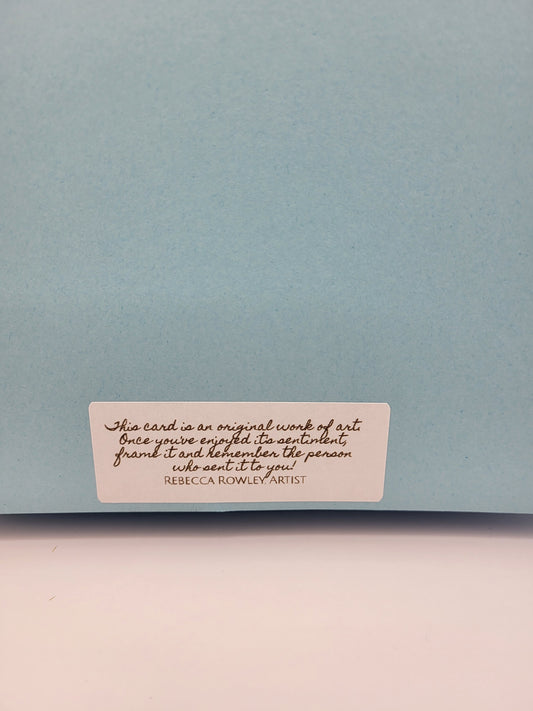 This card is an original work of art.
Once you've enjoyed it's sentiment,
frame it and Remember the person
who sent it to you!
REBECCA ROWLEY ARTIST